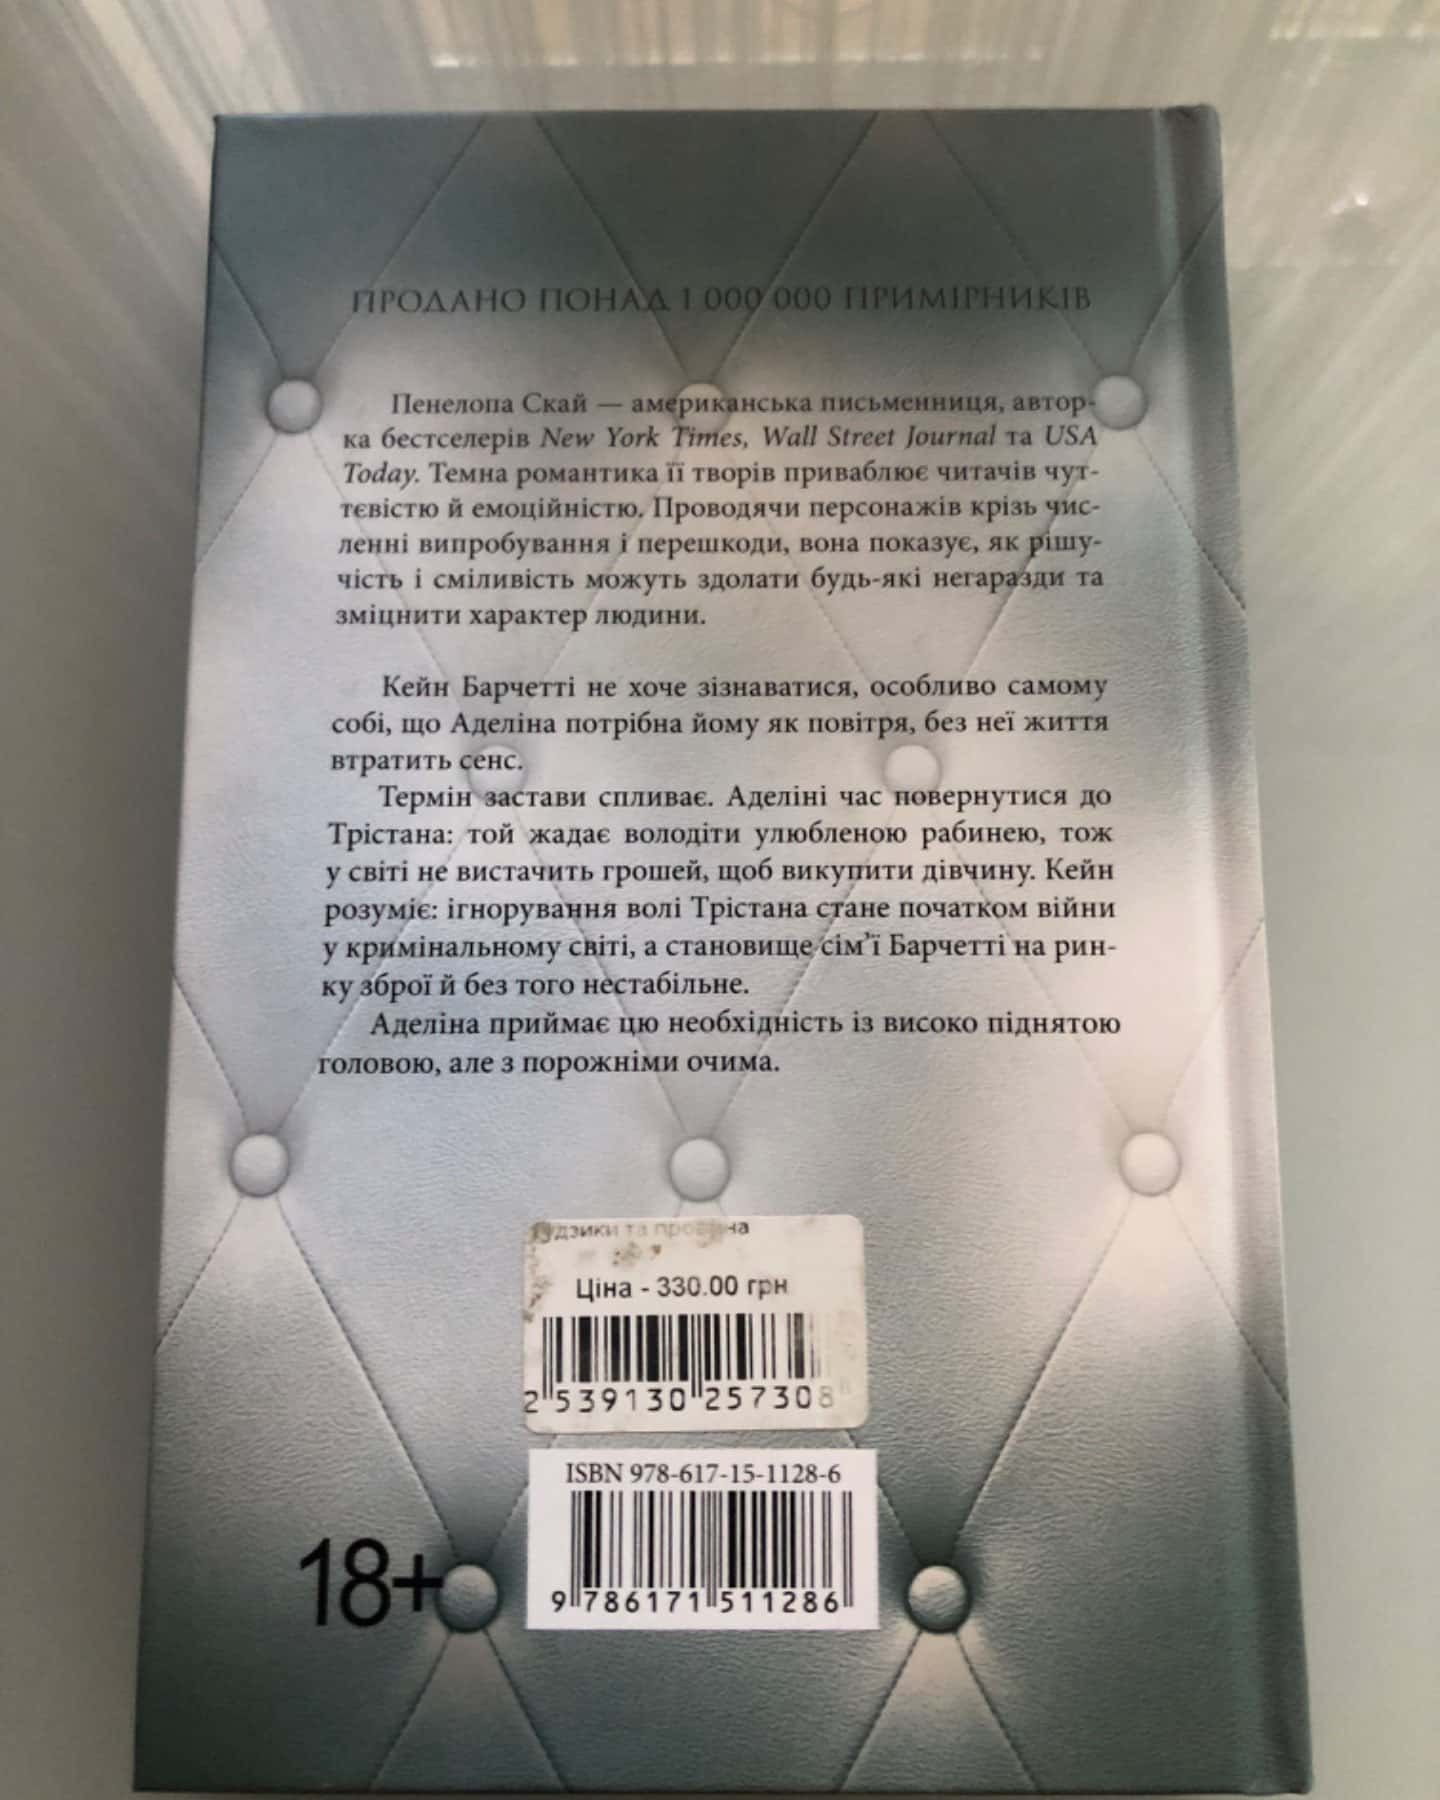 ПРОДАНО ПОНАД 1 000 000 ПРИМІРНИКІВ
Пенелопа Скай — американська письменниця, автор-
ка бестселерів New York Times, Wall Street Journal та USA
Today. Темна романтика її творів приваблює читачів чут-
тєвістю й емоційністю. Проводячи персонажів крізь чис-
ленні випробування і перешкоди, вона показує, як рішу-
чість і сміливість можуть здолати будь-які негаразди та
зміцнити характер людини.
Кейн Барчетті не хоче зізнаватися, особливо самому
собі, що Аделіна потрібна йому як повітря, без неї життя
втратить сенс.
Термін застави спливає. Аделіні час повернутися до
Трістана: той жадає володіти улюбленою рабинею, тож
у світі не вистачить грошей, щоб викупити дівчину. Кейн
розуміє: ігнорування волі Трістана стане початком війни
у кримінальному світі, а становище сім’ї Барчетті на рин-
ку зброї й без того нестабільне.
Аделіна приймає цю необхідність із високо піднятою
головою, але з порожніми очима.
та
Ціна - 330.00 грн
2 539130 257308
ISBN 978-617-15-1128-6
9 786171 511286
18+